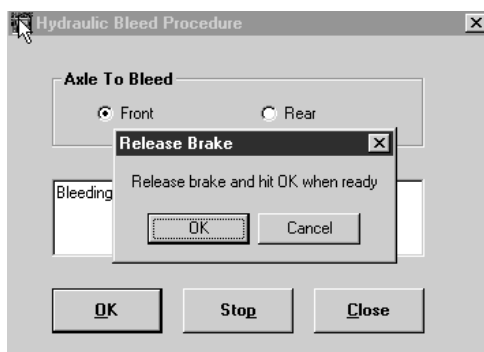 Hydraulic Bleed Procedure
Axle To Bleed
Front Rear
Release Brake
Bleeding
Release brake and hit OK when ready
OK Cancel
OK Stop Close